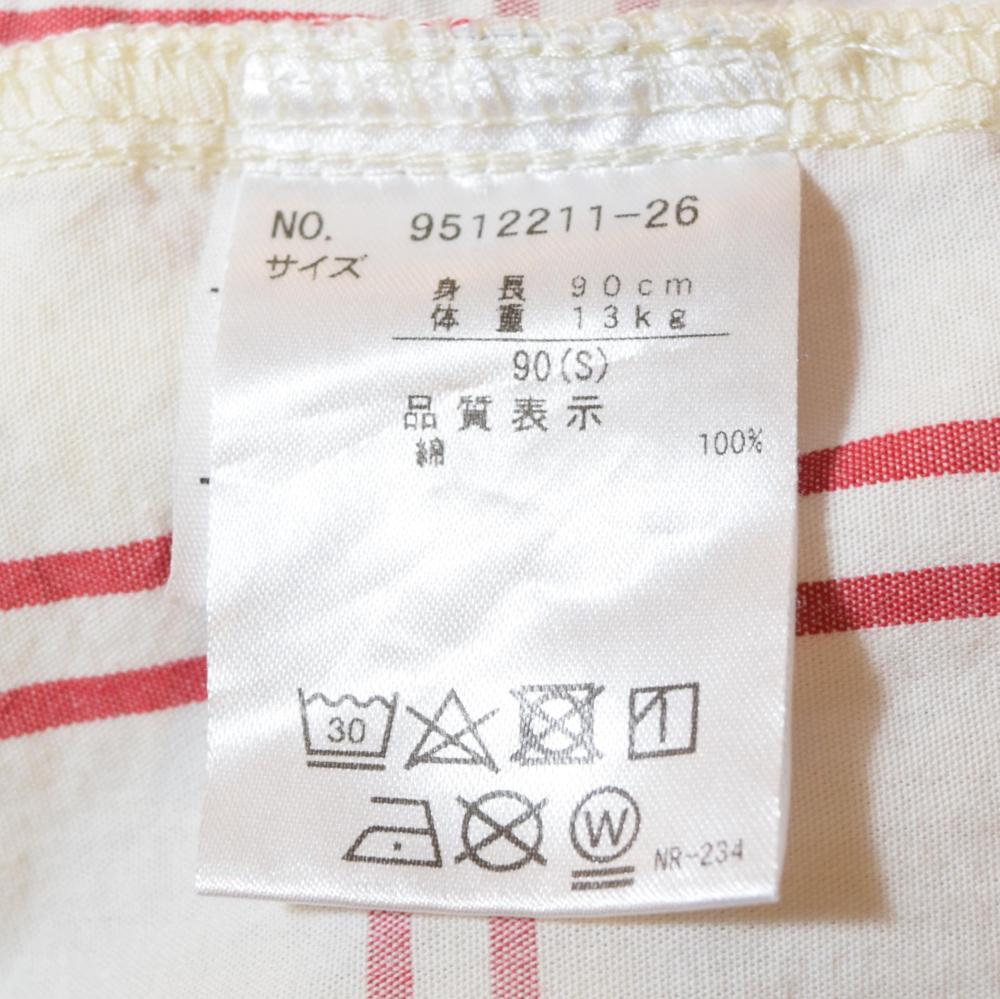 NO. 9512211-26
サイズ
身長 90cm
体重 13kg
90(S)
品質表示
綿 100%
30
W
NR-234